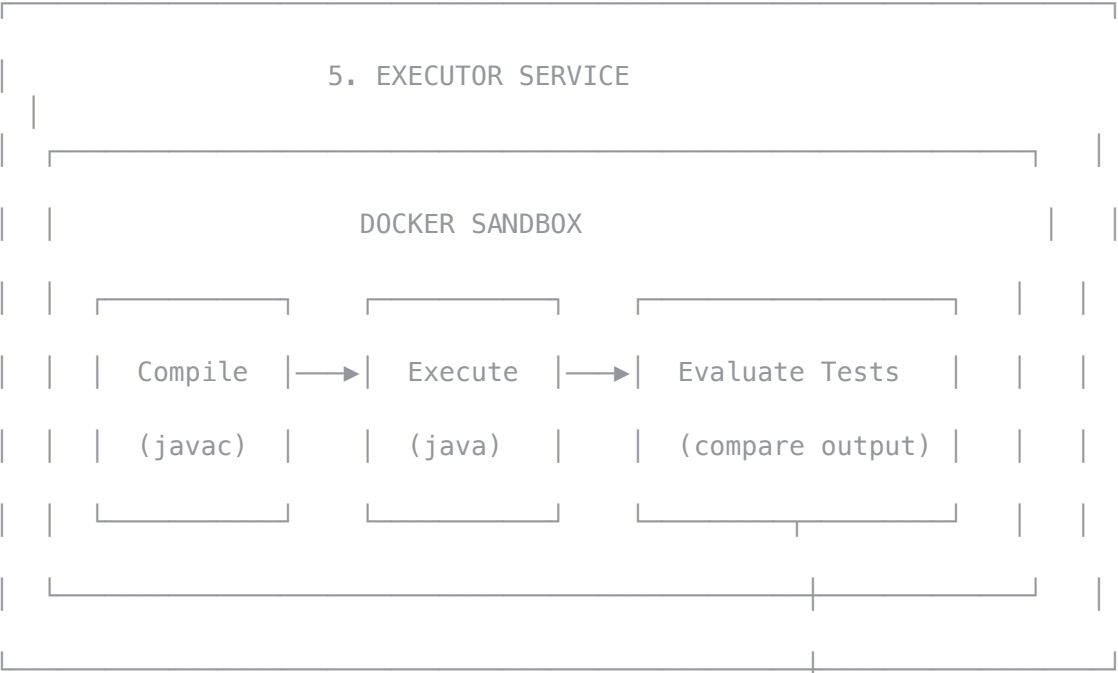 5. EXECUTOR SERVICE
DOCKER SANDBOX
Compile Execute Evaluate Tests
(javac) (java) (compare output)